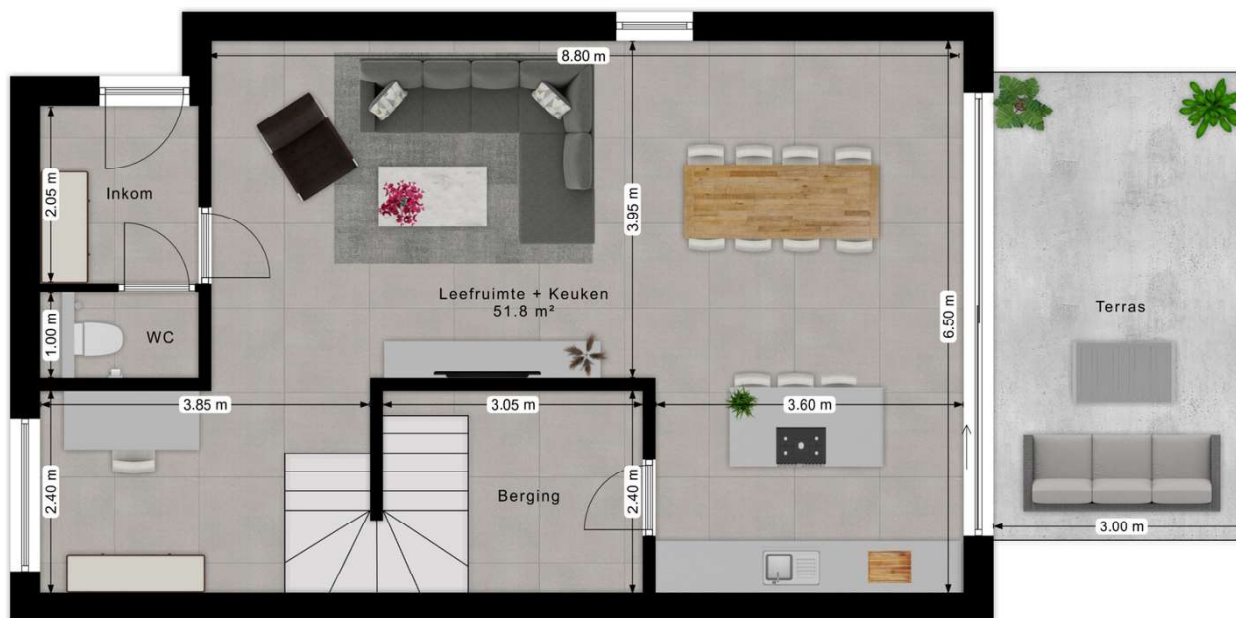 8.80 m
2.05 m
Inkom
3.95 m
6.50 m
Leefruimte + Keuken
51.8 m²
Terras
1.00 m
WC
3.85 m
3.05 m
3.60 m
2.40 m
Berging
2.40 m
3.00 m